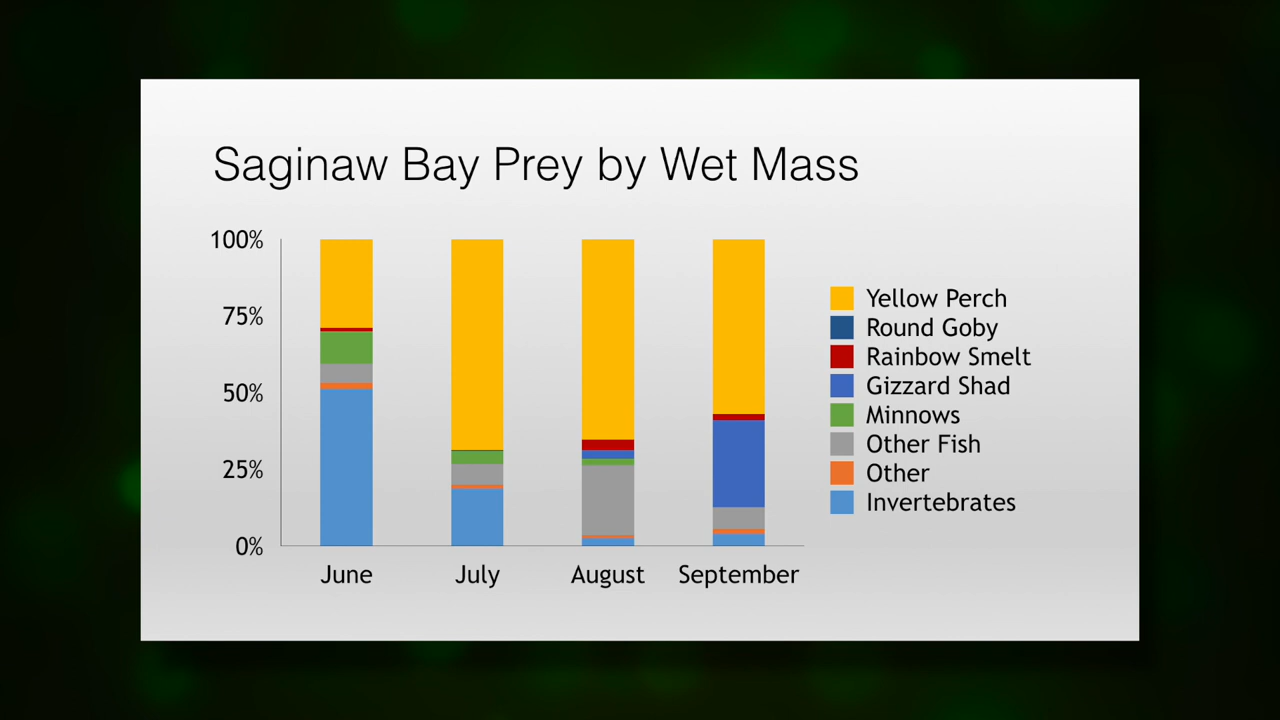 Saginaw Bay Prey by Wet Mass
100%
75%
50%
25%
0%
June July August September
Yellow Perch
Round Goby
Rainbow Smelt
Gizzard Shad
Minnows
Other Fish
Other
Invertebrates